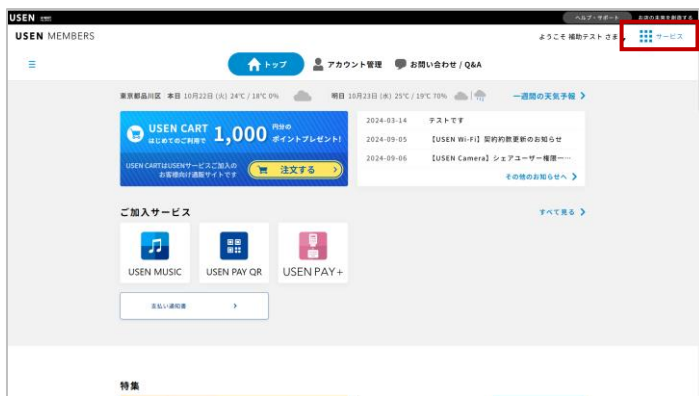 USEN
ヘルプ・サポート
お店の未来を創造する
USEN MEMBERS
ようこそ 補助テスト さま
サービス
トップ
アカウント管理
お問い合わせ / Q&A
東京都品川区 本日 10月22日 (火) 24℃ / 18℃ 0%
明日 10月23日 (水) 25℃ / 19℃ 70%
一週間の天気予報
USEN CART
はじめてのご利用で
1,000 円分の
ポイントプレゼント!
USEN CARTはUSENサービスご加入の
お客様向け通販サイトです
注文する
2024-03-14 テストです
2024-09-05 【USEN Wi-Fi】契約約款更新のお知らせ
2024-09-06 【USEN Camera】シェアユーザー権限一…
その他のお知らせへ
ご加入サービス
すべて見る
USEN MUSIC
USEN PAY QR
USEN PAY+
支払い通知書
特集